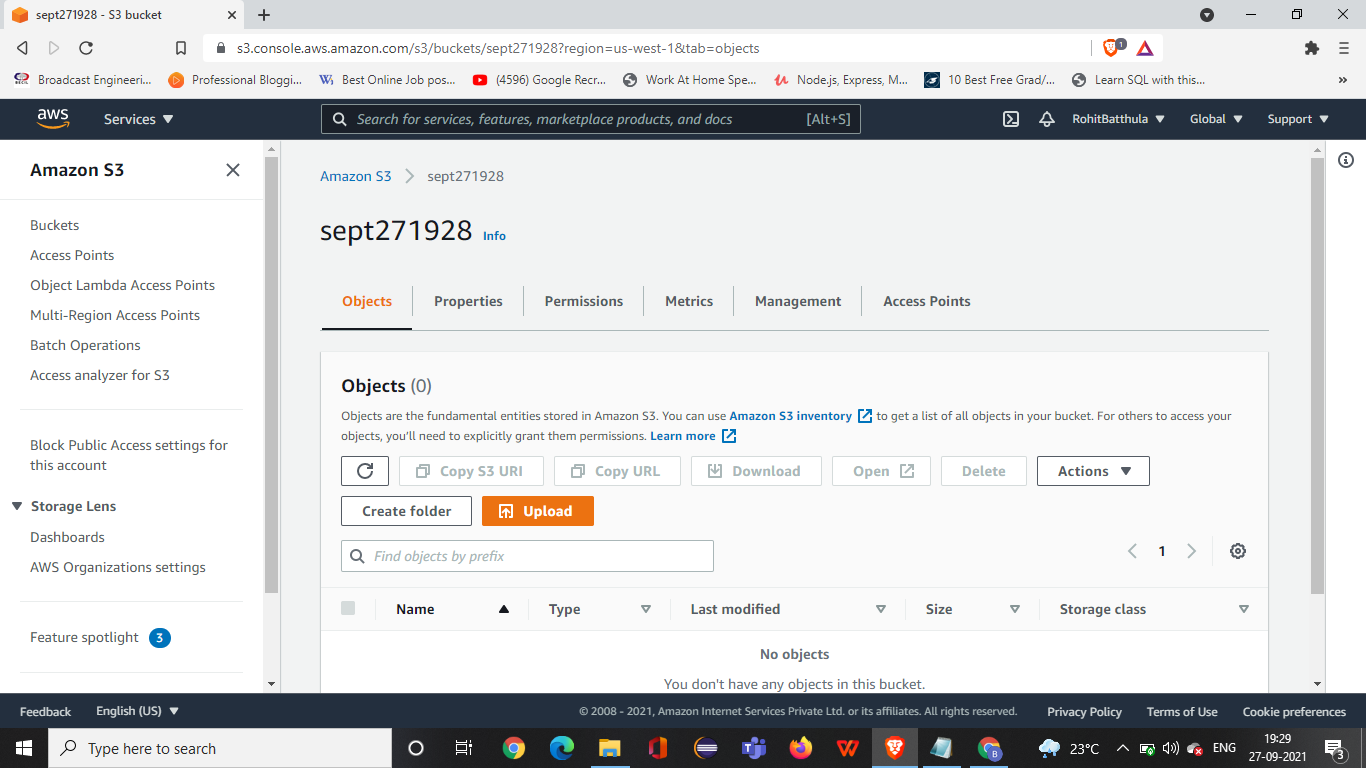 sept271928 - S3 bucket
s3.console.aws.amazon.com/s3/buckets/sept271928?region=us-west-1&tab=objects
1
Broadcast Engineeri...
Professional Bloggi...
Best Online Job pos...
(4596) Google Recr...
Work At Home Spe...
Node.js, Express, M...
10 Best Free Grad/...
Learn SQL with this...
»
aws
Services
Search for services, features, marketplace products, and docs
[Alt+S]
RohitBatthula
Global
Support
Amazon S3
Buckets
Access Points
Object Lambda Access Points
Multi-Region Access Points
Batch Operations
Access analyzer for S3
Block Public Access settings for
this account
Storage Lens
Dashboards
AWS Organizations settings
Feature spotlight 3
Amazon S3 > sept271928
sept271928 Info
Objects
Properties
Permissions
Metrics
Management
Access Points
Objects (0)
Objects are the fundamental entities stored in Amazon S3. You can use Amazon S3 inventory to get a list of all objects in your bucket. For others to access your
objects, you'll need to explicitly grant them permissions. Learn more
Copy S3 URI
Copy URL
Download
Open
Delete
Actions
Create folder
Upload
Find objects by prefix
1
Name
Type
Last modified
Size
Storage class
No objects
You don't have any objects in this bucket.
Feedback
English (US)
© 2008 - 2021, Amazon Internet Services Private Ltd. or its affiliates. All rights reserved.
Privacy Policy
Terms of Use
Cookie preferences
Type here to search
23°C
ENG
19:29
27-09-2021
3